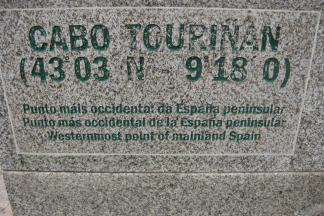 CABO TOURIÑAN
(43°03 N - 9°18 O)
Punto máis occidental da España peninsular
Punto más occidental de la España peninsular
Westernmost point of mainland Spain